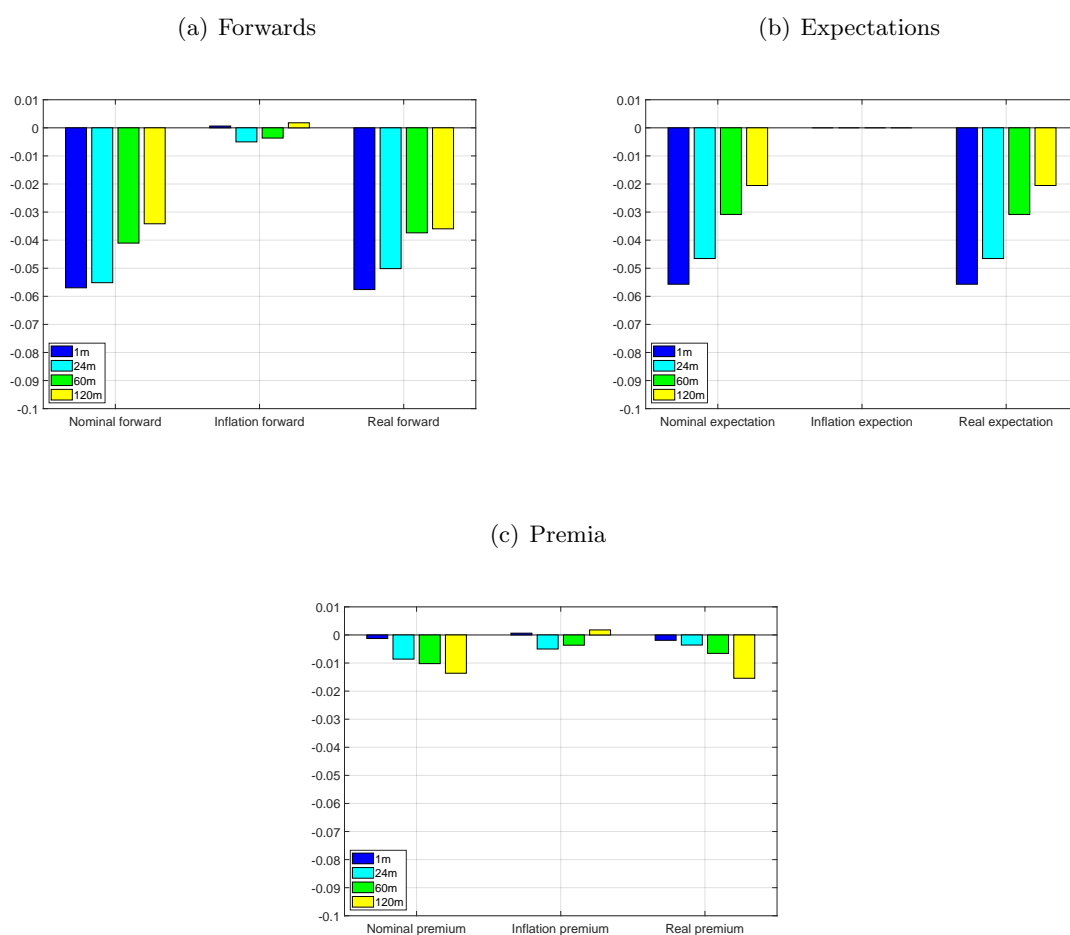 (a) Forwards
(b) Expectations
0.01
0
-0.01
-0.02
-0.03
-0.04
-0.05
-0.06
-0.07
-0.08
-0.09
-0.1
1m
24m
60m
120m
Nominal forward Inflation forward Real forward
0.01
0
-0.01
-0.02
-0.03
-0.04
-0.05
-0.06
-0.07
-0.08
-0.09
-0.1
1m
24m
60m
120m
Nominal expectation Inflation expection Real expectation
(c) Premia
0.01
0
-0.01
-0.02
-0.03
-0.04
-0.05
-0.06
-0.07
-0.08
-0.09
-0.1
1m
24m
60m
120m
Nominal premium Inflation premium Real premium